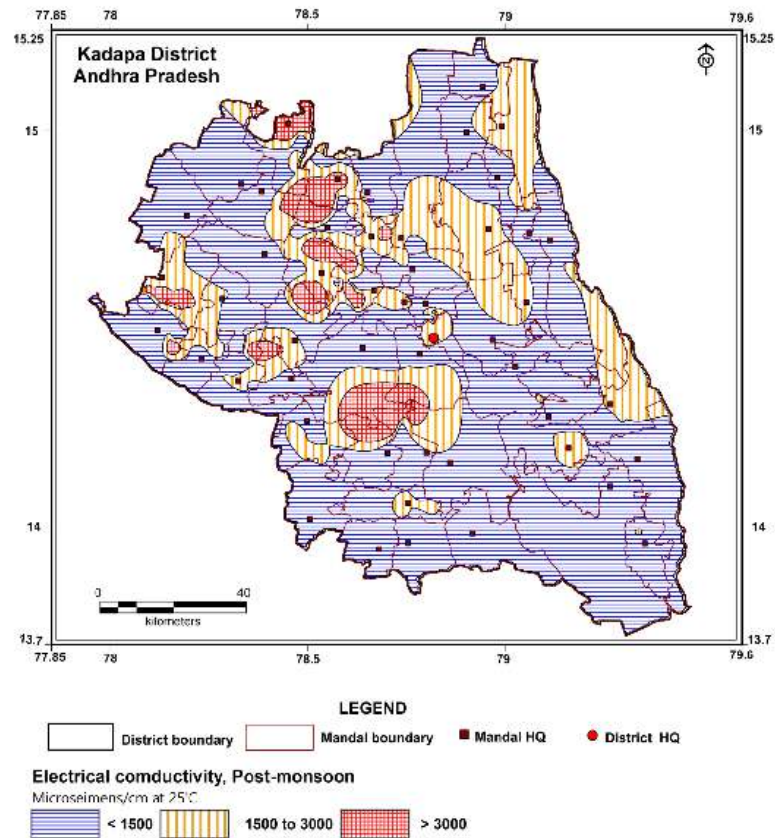 77.85 78 78.5 79 79.6
15.25 15.25
Kadapa District
Andhra Pradesh
N
15 15
14 14
0 40
kilometers
13.7 13.7
77.85 78 78.5 79 79.6
LEGEND
District boundary Mandal boundary Mandal HQ District HQ
Electrical comductivity, Post-monsoon
Microseimens/cm at 25'C
< 1500 1500 to 3000 > 3000